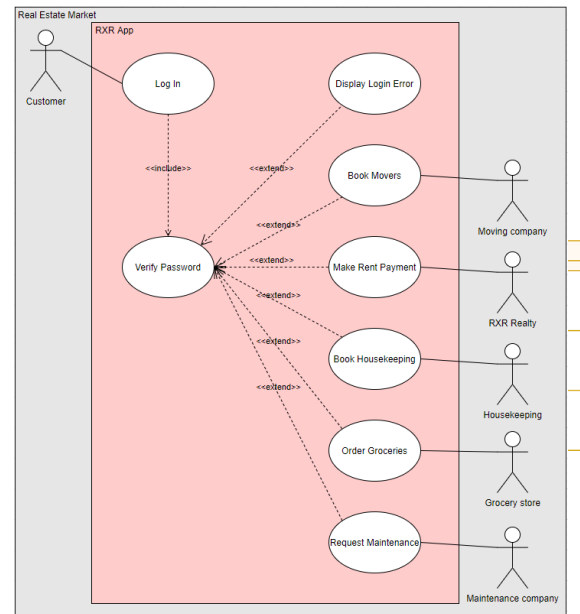 Real Estate Market
RXR App
Log In
Display Login Error
Customer
<<include>>
<<extend>>
Book Movers
<<extend>>
Moving company
Verify Password
<<extend>>
Make Rent Payment
<<extend>>
RXR Realty
<<extend>>
Book Housekeeping
<<extend>>
Housekeeping
Order Groceries
Grocery store
Request Maintenance
Maintenance company